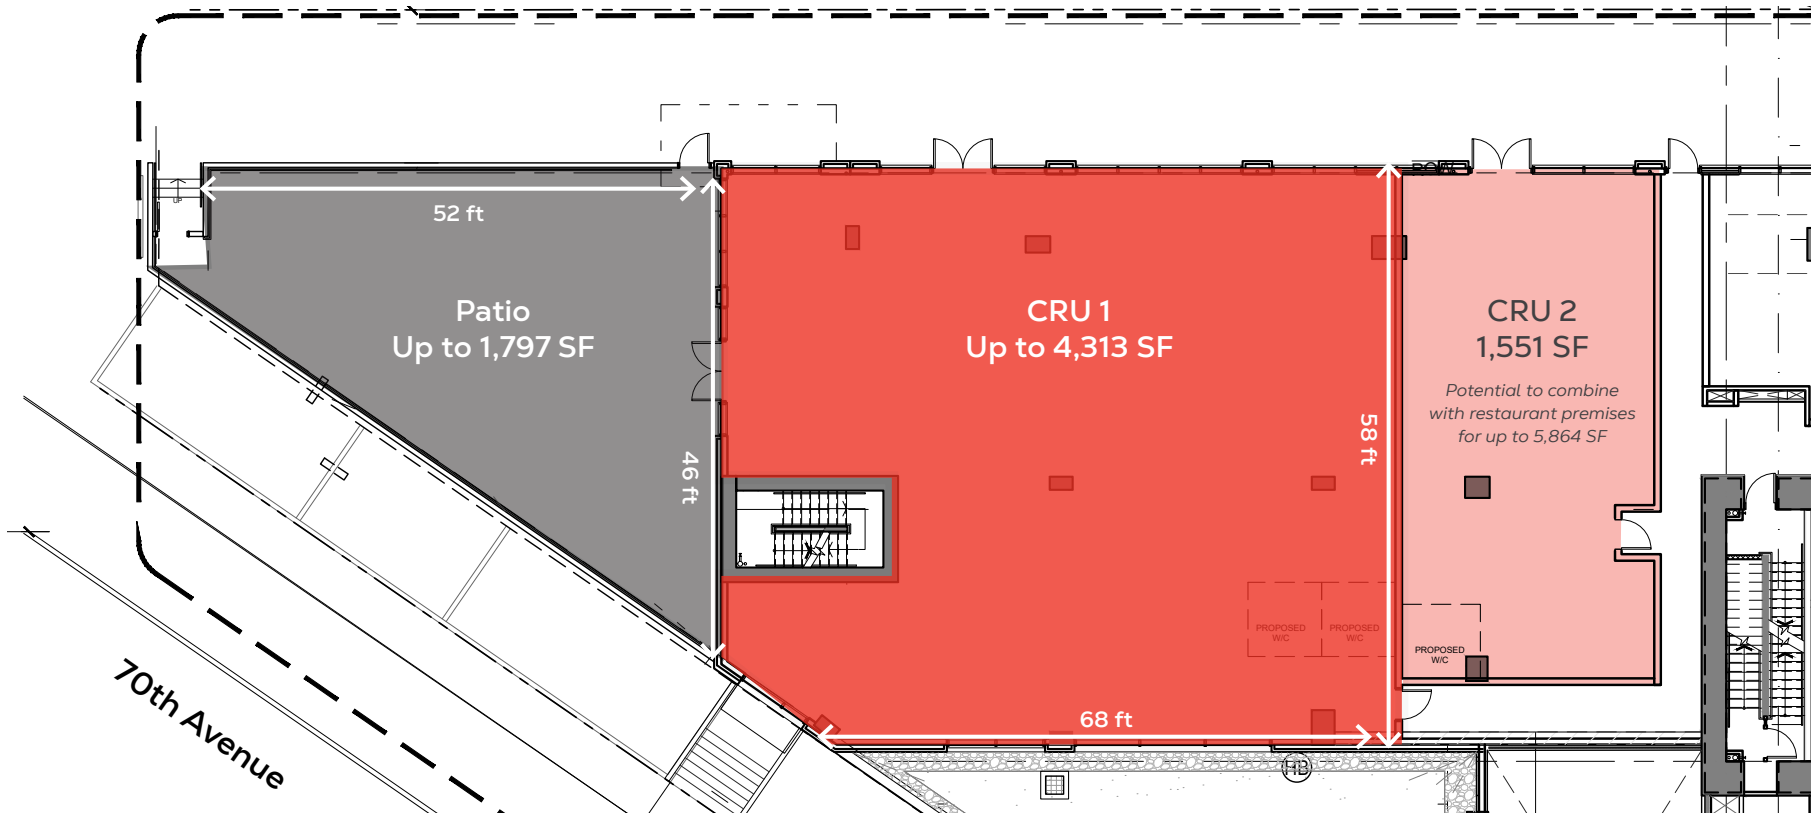 52 ft
Patio
Up to 1,797 SF
46 ft
CRU 1
Up to 4,313 SF
58 ft
68 ft
PROPOSED
W/C
PROPOSED
W/C
CRU 2
1,551 SF
Potential to combine
with restaurant premises
for up to 5,864 SF
PROPOSED
W/C
HB
70th Avenue